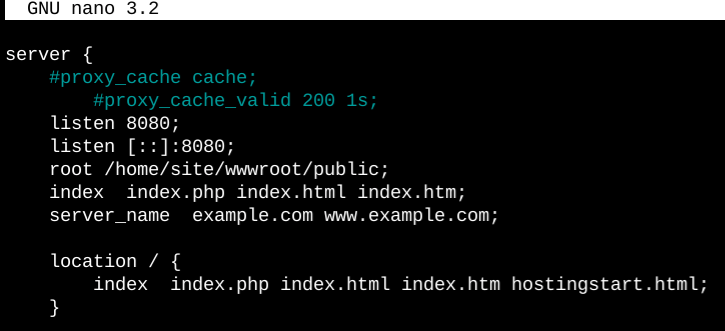 GNU nano 3.2
server {
    #proxy_cache cache;
        #proxy_cache_valid 200 1s;
    listen 8080;
    listen [::]:8080;
    root /home/site/wwwroot/public;
    index  index.php index.html index.htm;
    server_name  example.com www.example.com;

    location / {
        index  index.php index.html index.htm hostingstart.html;
    }